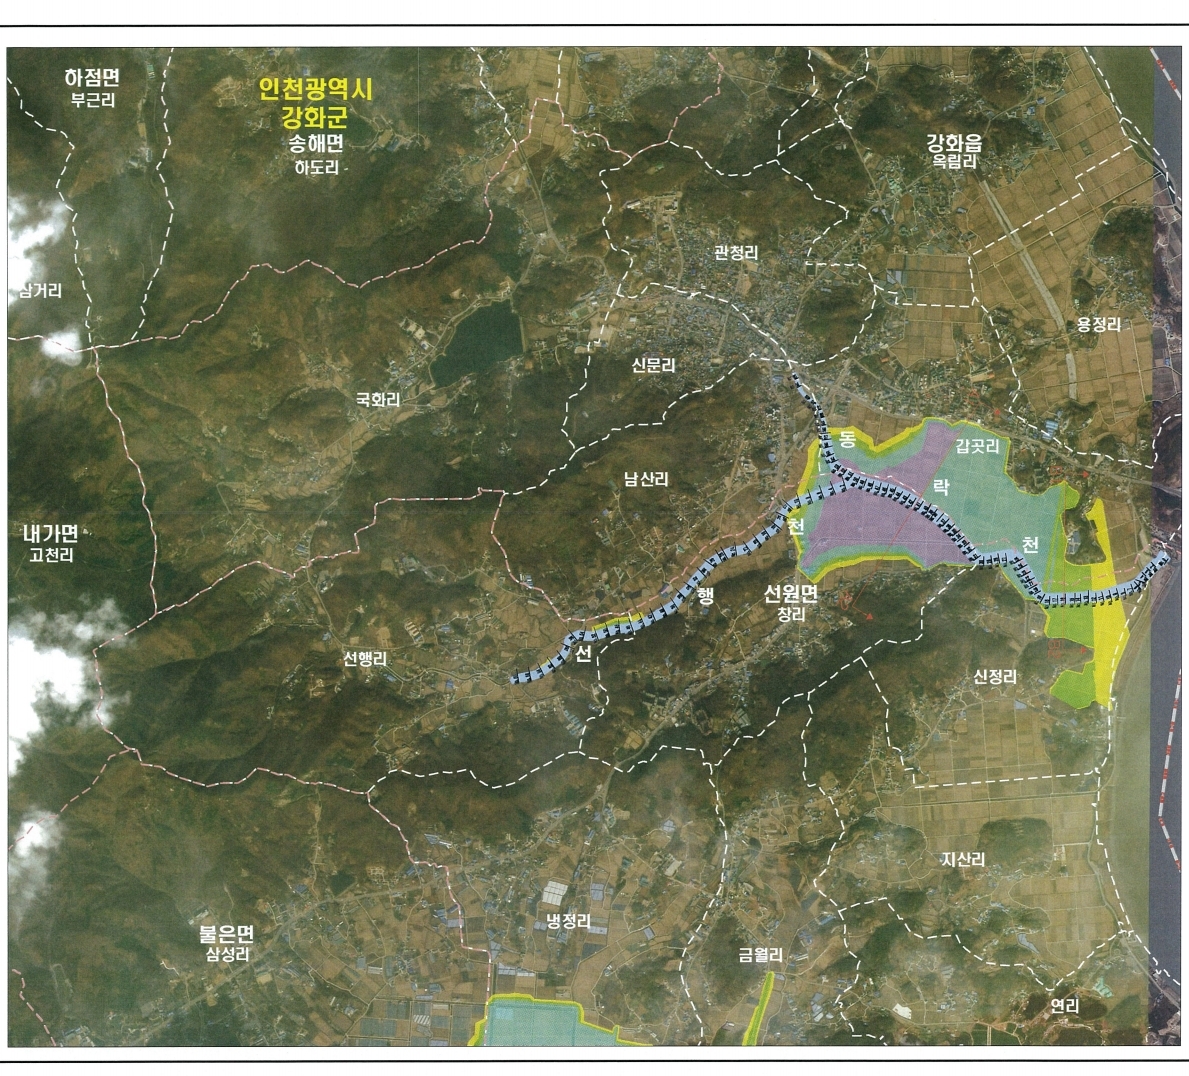 하점면
부근리
인천광역시
강화군
송해면
하도리
강화읍
옥림리
관청리
삼거리
용정리
신문리
국화리
동
갑곳리
남산리
락
천
내가면
고천리
천
행
선원면
창리
선행리
선
신정리
지산리
불은면
삼성리
냉정리
금월리
연리